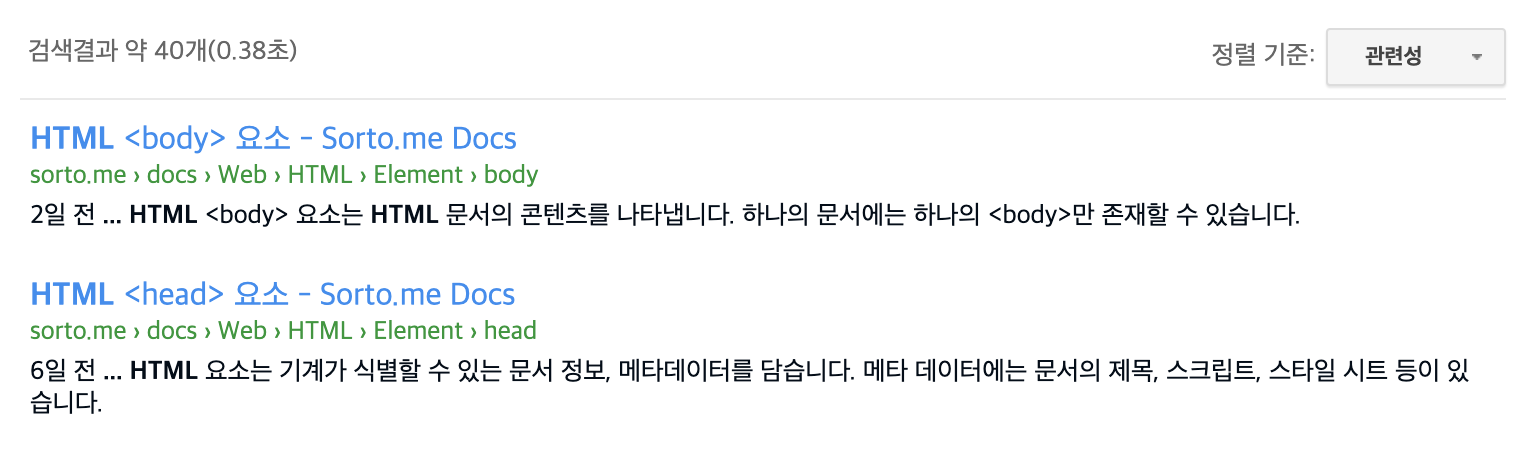 검색결과 약 40개(0.38초)
정렬 기준: 관련성
HTML <body> 요소 - Sorto.me Docs
sorto.me › docs › Web › HTML › Element › body
2일 전 ... HTML <body> 요소는 HTML 문서의 콘텐츠를 나타냅니다. 하나의 문서에는 하나의 <body>만 존재할 수 있습니다.
HTML <head> 요소 - Sorto.me Docs
sorto.me › docs › Web › HTML › Element › head
6일 전 ... HTML 요소는 기계가 식별할 수 있는 문서 정보, 메타데이터를 담습니다. 메타 데이터에는 문서의 제목, 스크립트, 스타일 시트 등이 있
습니다.